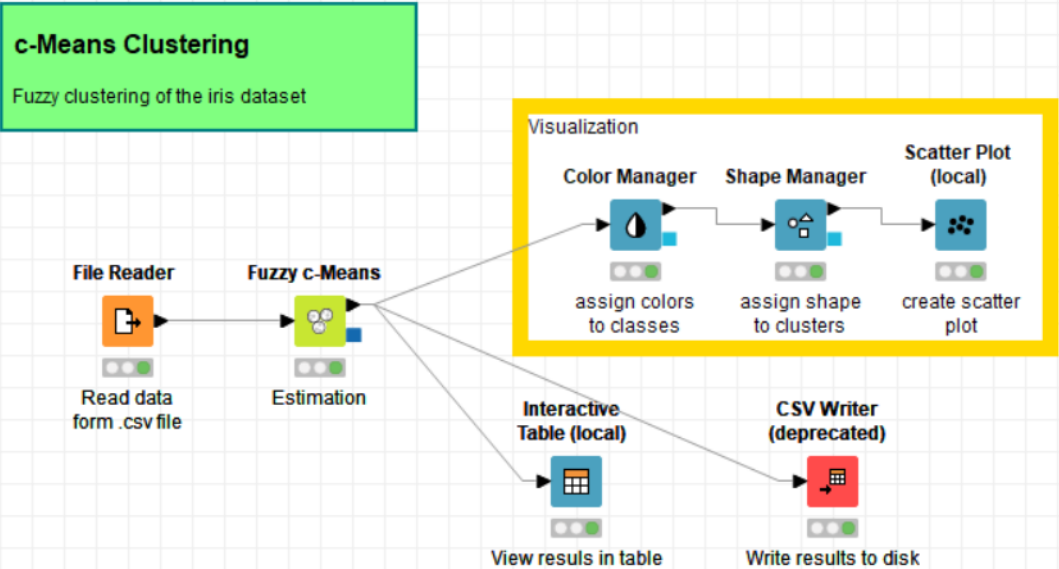 c-Means Clustering
Fuzzy clustering of the iris dataset
Visualization
Color Manager
Shape Manager
Scatter Plot
(local)
assign colors
to classes
assign shape
to clusters
create scatter
plot
File Reader
Fuzzy c-Means
Read data
form .csv file
Estimation
Interactive
Table (local)
CSV Writer
(deprecated)
View resuls in table
Write results to disk